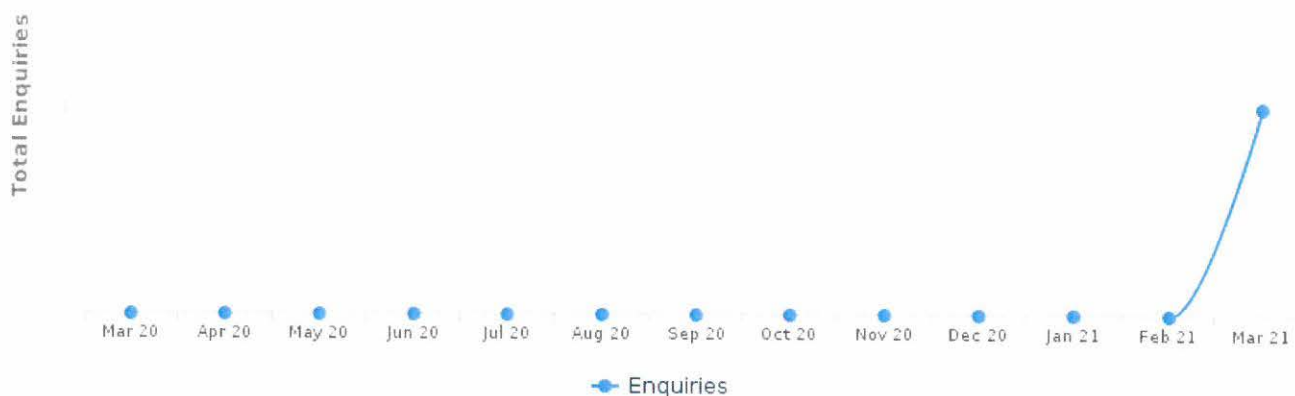 Total Enquiries
Mar 20 Apr 20 May 20 Jun 20 Jul 20 Aug 20 Sep 20 Oct 20 Nov 20 Dec 20 Jan 21 Feb 21 Mar 21
Enquiries